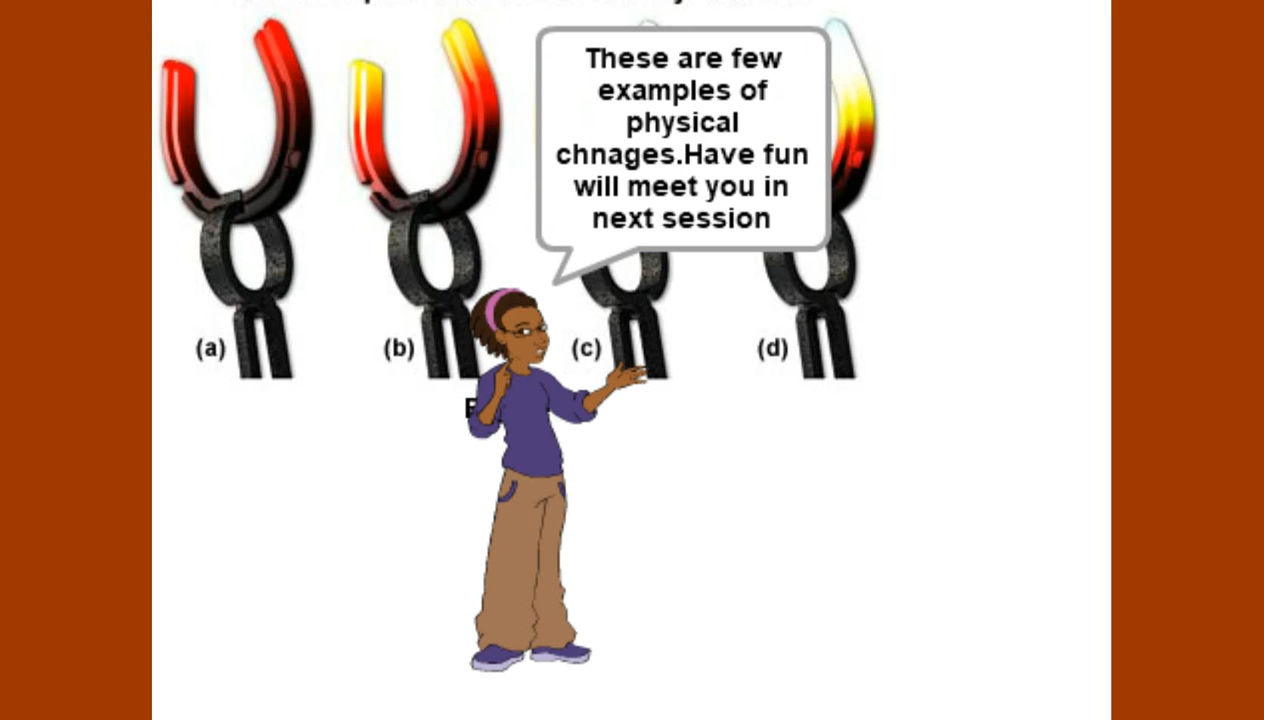 These are few
examples of
physical
chnages.Have fun
will meet you in
next session
(a)
(b)
(c)
(d)